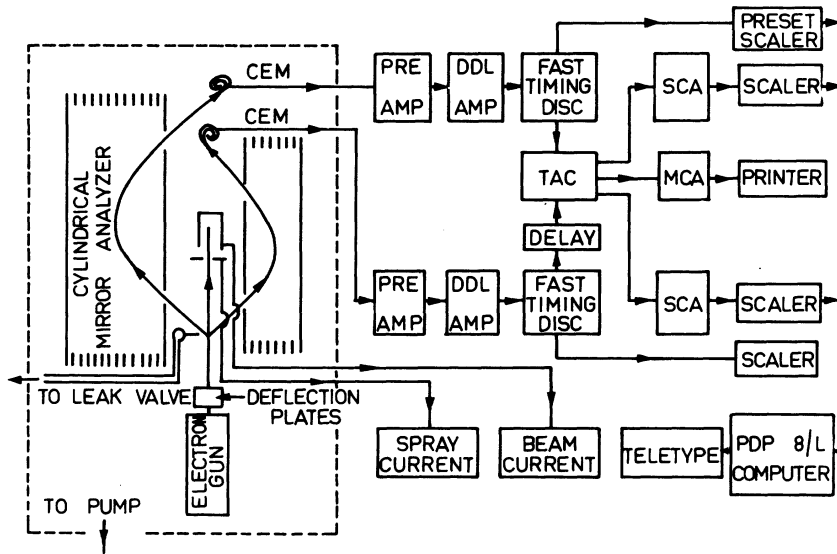 PRESET
SCALER
CEM
PRE
AMP
DDL
AMP
FAST
TIMING
DISC
SCA
SCALER
CEM
CYLINDRICAL
MIRROR ANALYZER
TAC
MCA
PRINTER
DELAY
PRE
AMP
DDL
AMP
FAST
TIMING
DISC
SCA
SCALER
SCALER
TO LEAK VALVE
DEFLECTION
PLATES
ELECTRON
GUN
SPRAY
CURRENT
BEAM
CURRENT
TELETYPE
PDP 8/L
COMPUTER
TO PUMP